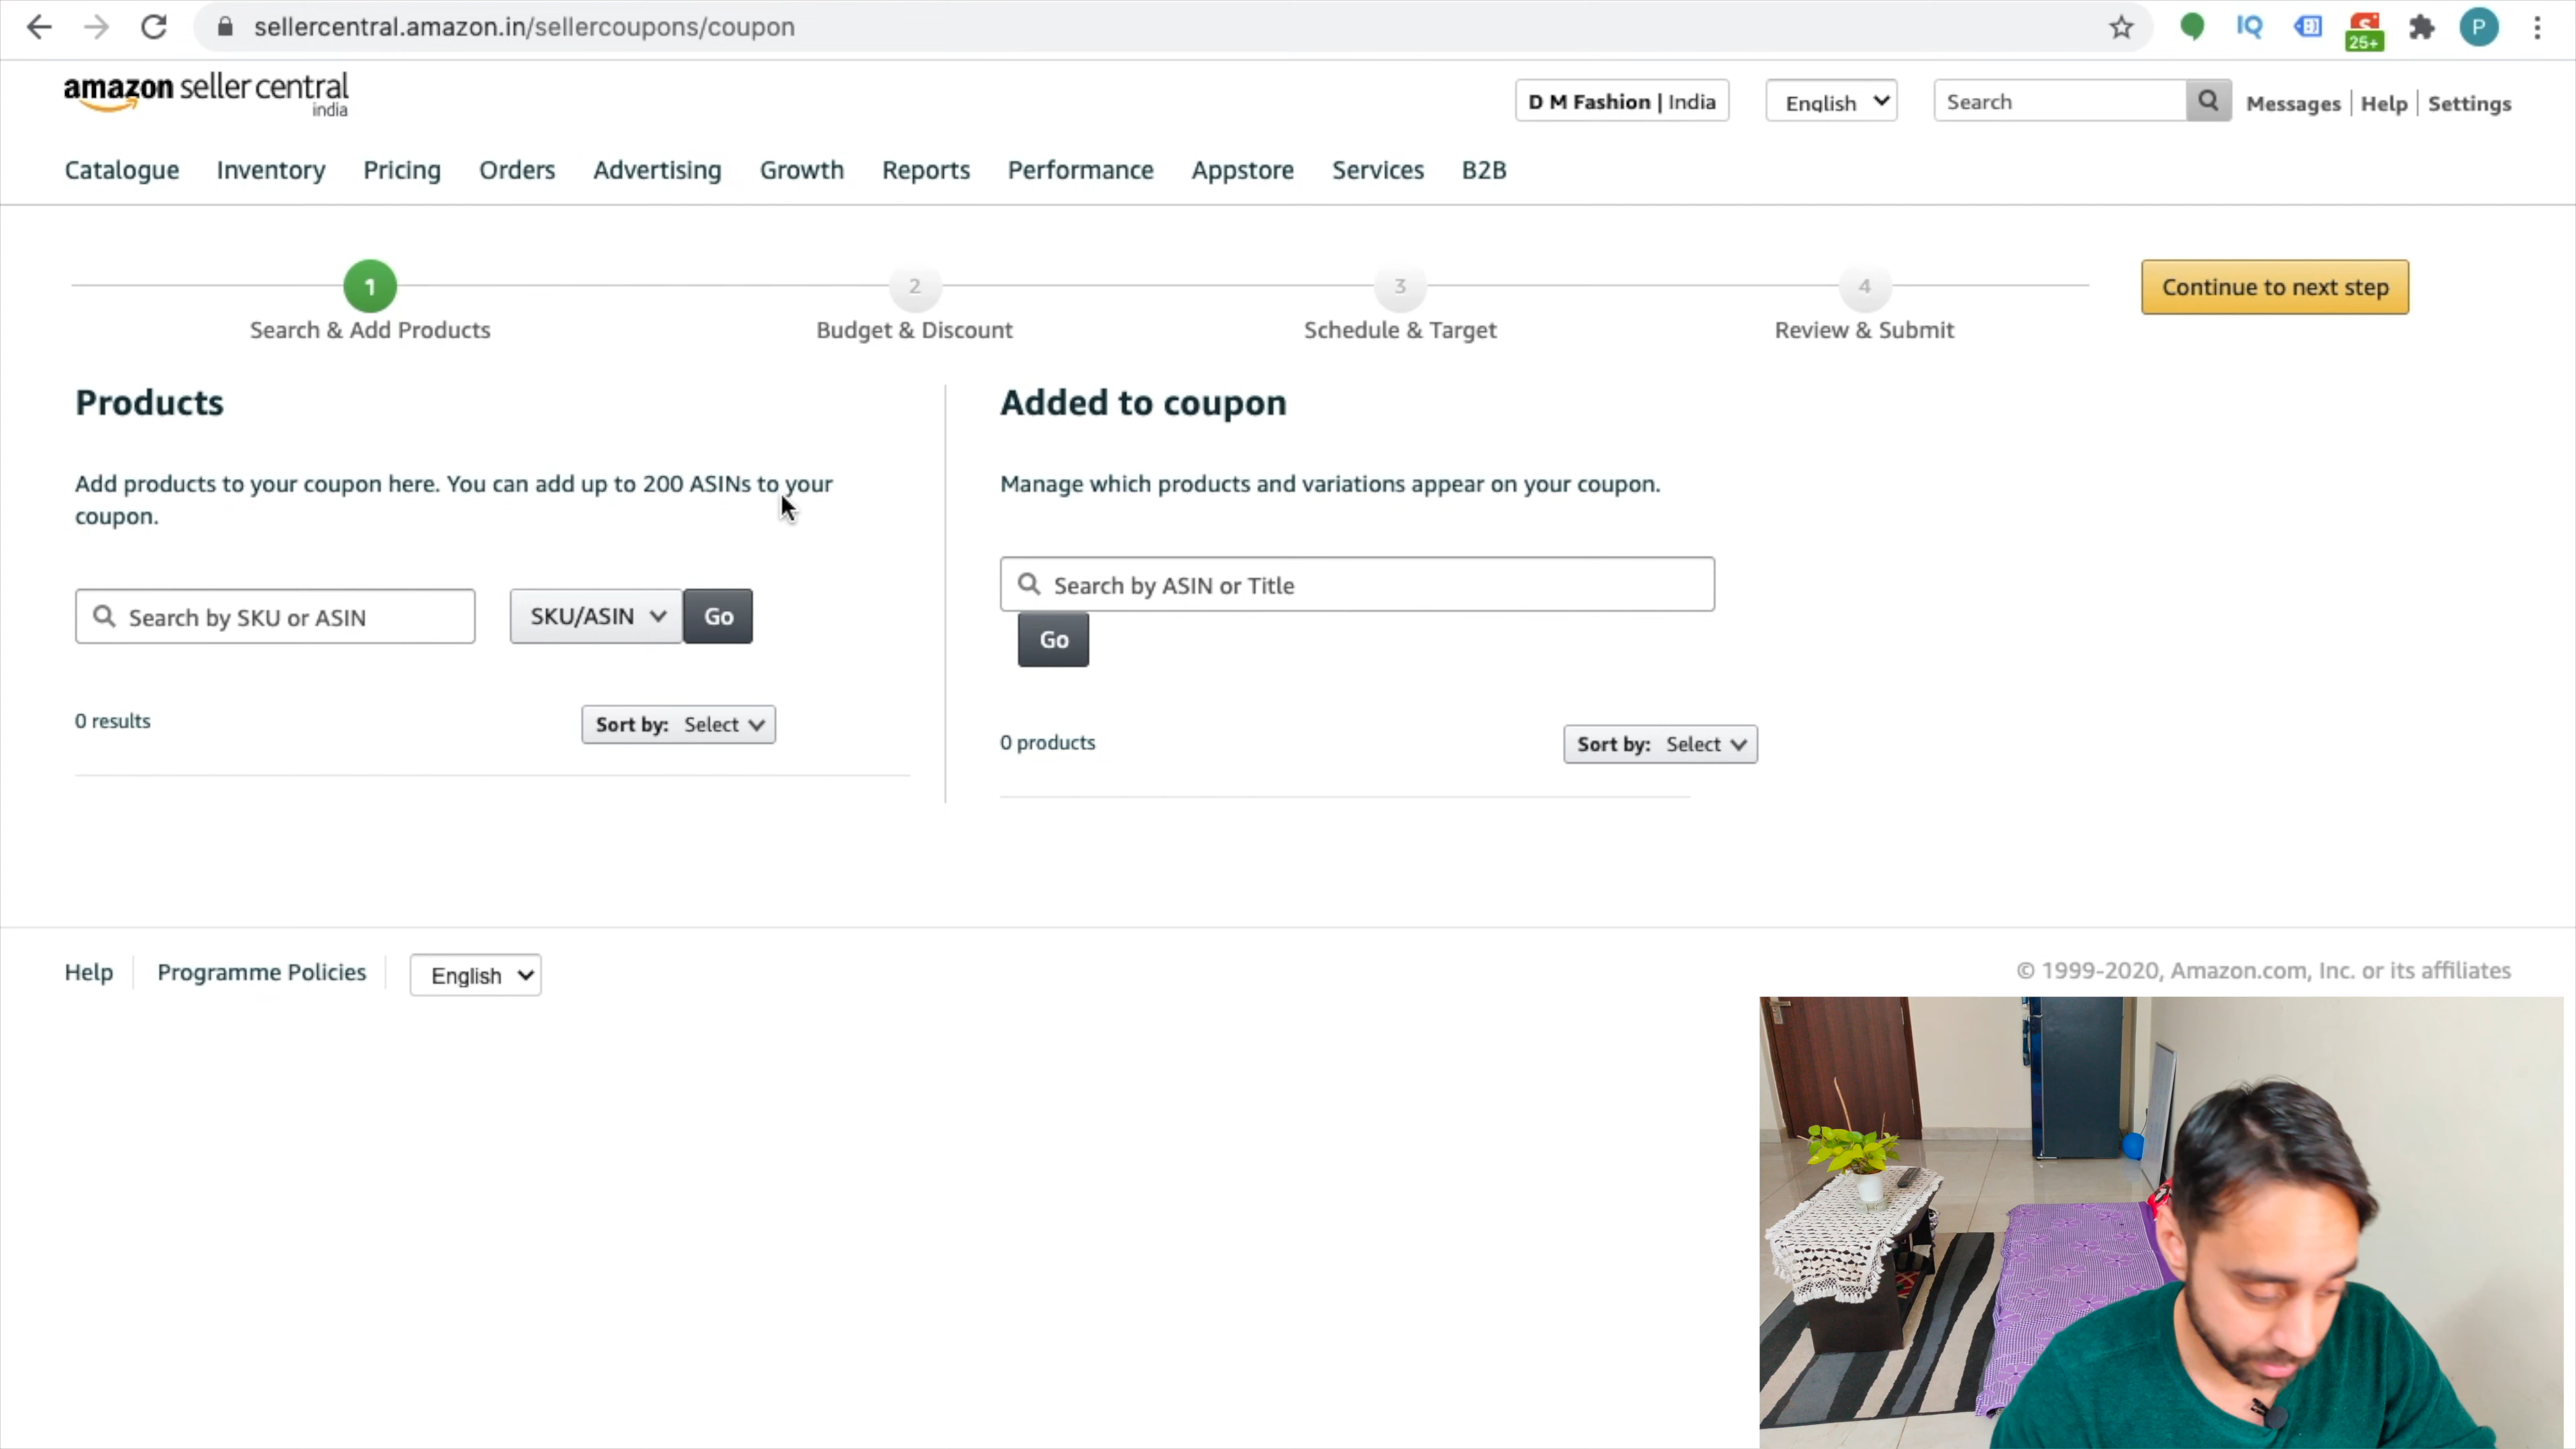 sellercentral.amazon.in/sellercoupons/coupon
IQ
25+
P
amazon seller central
india
D M Fashion | India
English
Search
Messages
Help
Settings
Catalogue
Inventory
Pricing
Orders
Advertising
Growth
Reports
Performance
Appstore
Services
B2B
1
2
3
4
Continue to next step
Search & Add Products
Budget & Discount
Schedule & Target
Review & Submit
Products
Add products to your coupon here. You can add up to 200 ASINs to your
coupon.
Search by SKU or ASIN
SKU/ASIN
Go
0 results
Sort by: Select
Added to coupon
Manage which products and variations appear on your coupon.
Search by ASIN or Title
Go
0 products
Sort by: Select
Help
Programme Policies
English
© 1999-2020, Amazon.com, Inc. or its affiliates